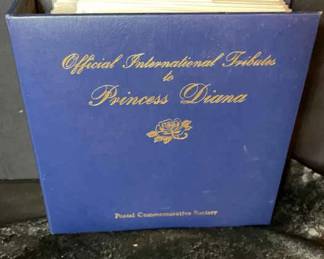 Official International Tributes
to
Princess Diana
Postal Commemorative Society